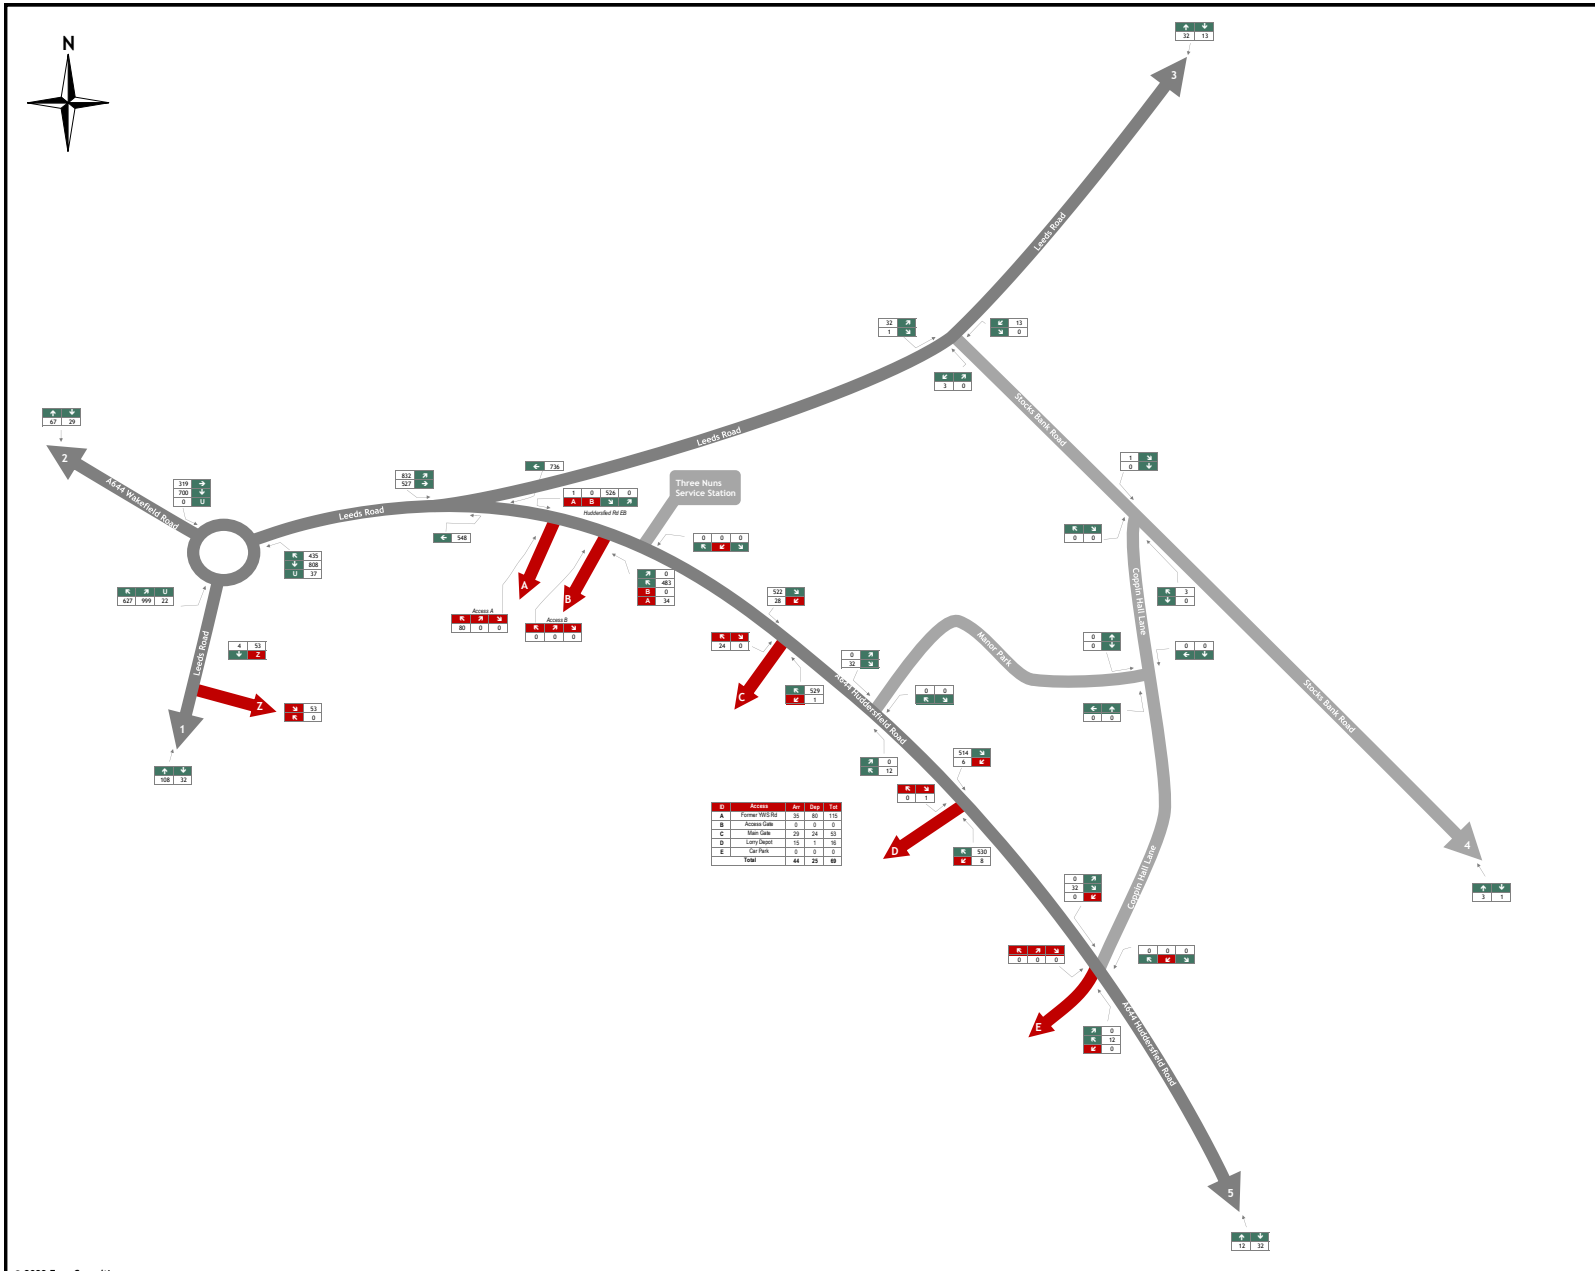 N
↑ ↓
32 13
3
Leeds Road
32 ↗
1 ↘
↙ 13
↘ 0
↙ ↗
3 0
Stocks Bank Road
Leeds Road
↑ ↓
67 29
2
A644 Wakefield Road
319 →
700 ↓
0 U
832 ↗
527 →
← 736
1 0 526 0
A B ↘ ↗
Huddersfiled Rd EB
Three Nuns
Service Station
Leeds Road
← 548
1 ↘
0 ↓
↖ ↘
0 0
↖ 435
↓ 808
U 37
0 0 0
↖ ↙ ↘
↖ ↗ U
627 999 22
A
B
↗ 0
↖ 483
B 0
A 34
Access A
↖ ↗ ↘
80 0 0
Access B
↖ ↗ ↘
0 0 0
522 ↘
28 ↙
Coppin Hall Lane
↖ 3
↓ 0
Leeds Road
4 53
↓ Z
↖ ↘
24 0
0 ↗
32 ↘
Manor Park
0 ↑
0 ↓
0 0
← ↓
C
↖ 529
↙ 1
A644 Huddersfield Road
0 0
↖ ↘
← ↑
0 0
Stocks Bank Road
Z
↘ 53
↖ 0
1
↑ ↓
108 32
↗ 0
↖ 12
514 ↘
6 ↙
↖ ↘
0 1
ID Access Arr Dep Tot
A Former YWS Rd 35 80 115
B Access Gate 0 0 0
C Main Gate 29 24 53
D Lorry Depot 15 1 16
E Car Park 0 0 0
Total 44 25 69
D
↖ 530
↙ 8
4
↑ ↓
3 1
0 ↗
32 ↘
0 ↙
Coppin Hall Lane
↖ ↗ ↘
0 0 0
0 0 0
↖ ↙ ↘
E
↗ 0
↖ 12
↙ 0
A644 Huddersfield Road
5
↑ ↓
12 32